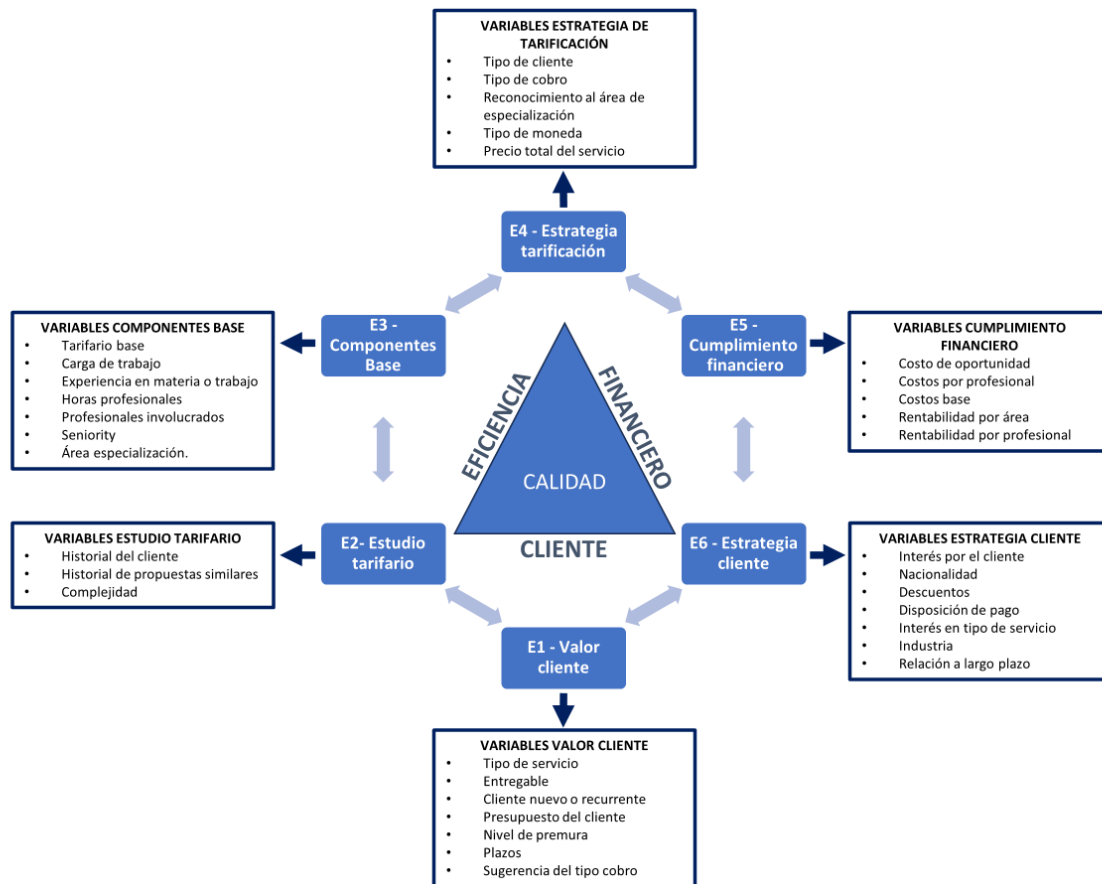 VARIABLES ESTRATEGIA DE
TARIFICACIÓN
• Tipo de cliente
• Tipo de cobro
• Reconocimiento al área de
especialización
• Tipo de moneda
• Precio total del servicio
E4 - Estrategia
tarificación
VARIABLES COMPONENTES BASE
• Tarifario base
• Carga de trabajo
• Experiencia en materia o trabajo
• Horas profesionales
• Profesionales involucrados
• Seniority
• Área especialización.
E3 -
Componentes
Base
E5 -
Cumplimiento
financiero
VARIABLES CUMPLIMIENTO
FINANCIERO
• Costo de oportunidad
• Costos por profesional
• Costos base
• Rentabilidad por área
• Rentabilidad por profesional
EFICIENCIA
FINANCIERO
CALIDAD
CLIENTE
VARIABLES ESTUDIO TARIFARIO
• Historial del cliente
• Historial de propuestas similares
• Complejidad
E2- Estudio
tarifario
E6 - Estrategia
cliente
VARIABLES ESTRATEGIA CLIENTE
• Interés por el cliente
• Nacionalidad
• Descuentos
• Disposición de pago
• Interés en tipo de servicio
• Industria
• Relación a largo plazo
E1 - Valor
cliente
VARIABLES VALOR CLIENTE
• Tipo de servicio
• Entregable
• Cliente nuevo o recurrente
• Presupuesto del cliente
• Nivel de premura
• Plazos
• Sugerencia del tipo cobro